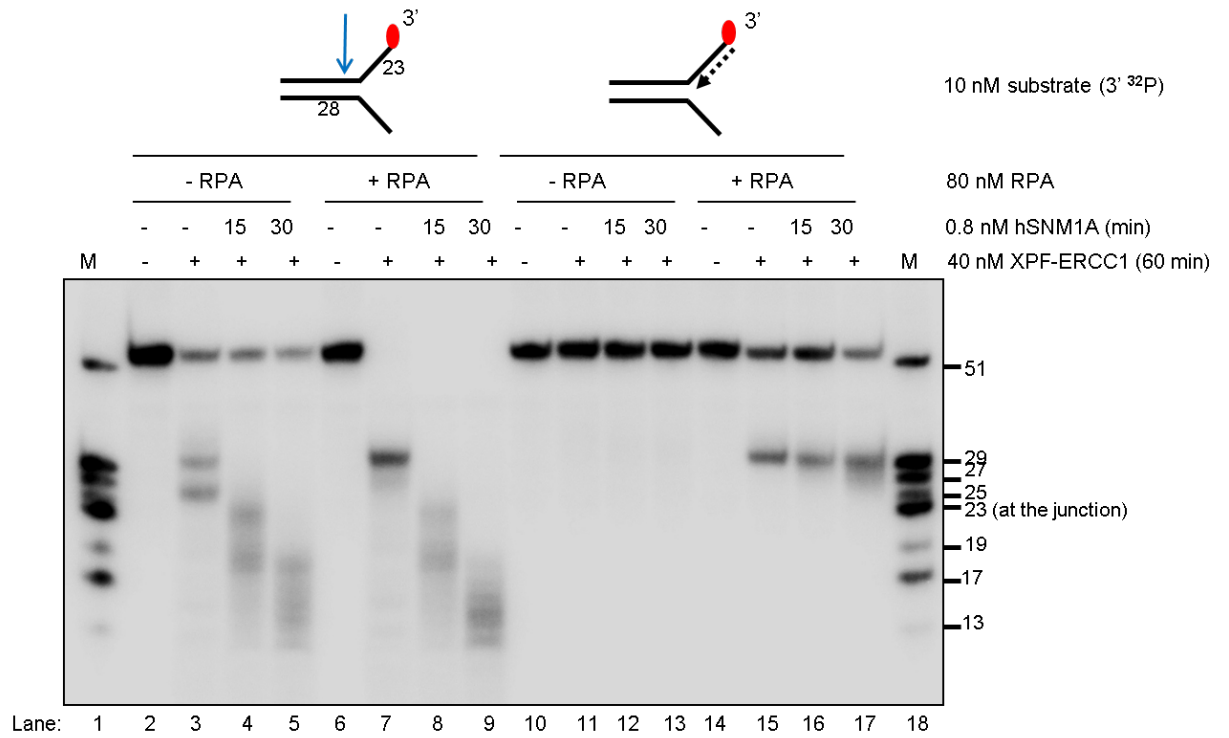 3’ 3’
23
28
10 nM substrate (3’ ³²P)
- RPA + RPA - RPA + RPA 80 nM RPA
- - 15 30 - - 15 30 - - 15 30 - - 15 30 0.8 nM hSNM1A (min)
M - + + + - + + + - + + + - + + + M 40 nM XPF-ERCC1 (60 min)
51
29
27
25
23 (at the junction)
19
17
13
Lane: 1 2 3 4 5 6 7 8 9 10 11 12 13 14 15 16 17 18